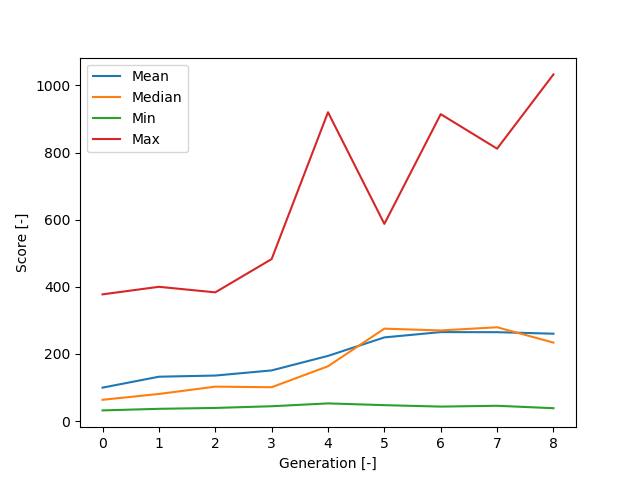 1000
800
600
400
200
0
Score [-]
Mean
Median
Min
Max
0 1 2 3 4 5 6 7 8
Generation [-]